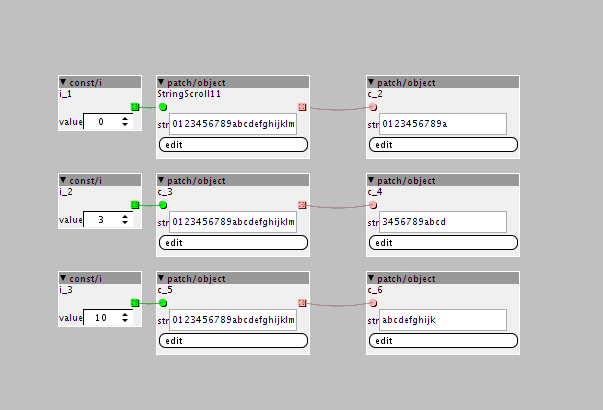 const/i patch/object patch/object
i_1 StringScroll11 c_2
value 0 str 0123456789abcdefghijklm str 0123456789a
edit edit
const/i patch/object patch/object
i_2 c_3 c_4
value 3 str 0123456789abcdefghijklm str 3456789abcd
edit edit
const/i patch/object patch/object
i_3 c_5 c_6
value 10 str 0123456789abcdefghijklm str abcdefghijk
edit edit